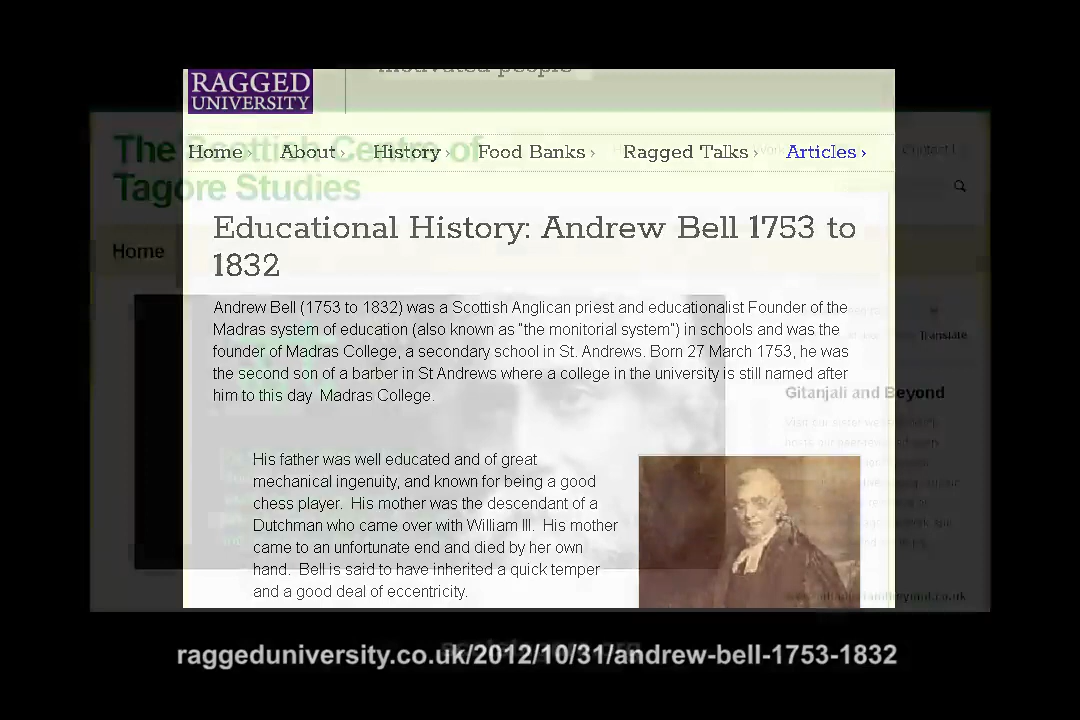 motivated people
RAGGED
UNIVERSITY
Home › About › History › Food Banks › Ragged Talks › Articles ›
The Scottish Centre of
Tagore Studies
Home
Educational History: Andrew Bell 1753 to
1832
Andrew Bell (1753 to 1832) was a Scottish Anglican priest and educationalist Founder of the
Madras system of education (also known as “the monitorial system”) in schools and was the
founder of Madras College, a secondary school in St. Andrews. Born 27 March 1753, he was
the second son of a barber in St Andrews where a college in the university is still named after
him to this day  Madras College.
Translate
Gitanjali and Beyond
His father was well educated and of great
mechanical ingenuity, and known for being a good
chess player.  His mother was the descendant of a
Dutchman who came over with William III.  His mother
came to an unfortunate end and died by her own
hand.  Bell is said to have inherited a quick temper
and a good deal of eccentricity.
raggeduniversity.co.uk/2012/10/31/andrew-bell-1753-1832